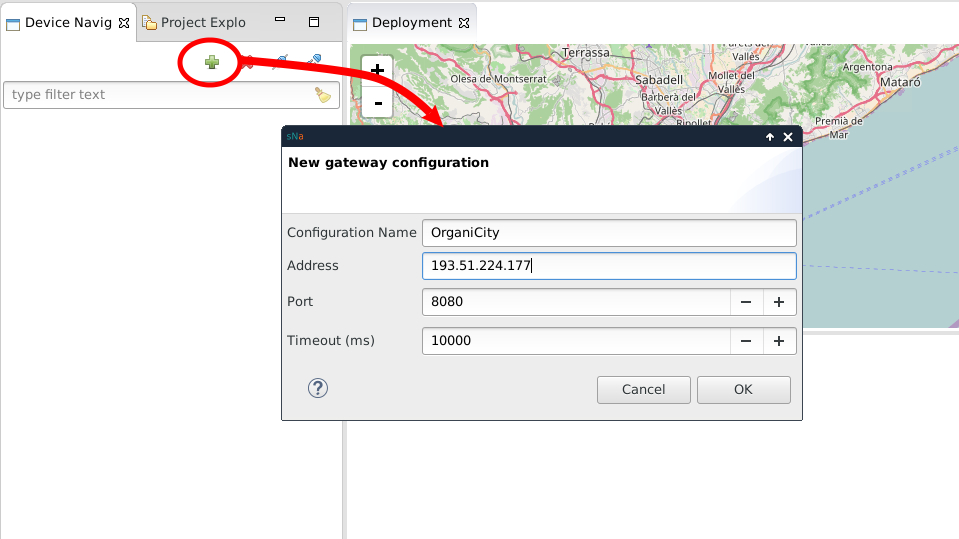 Device Navig
Project Explo
Deployment
type filter text
+
-
Terrassa
Vallès
Vallès
Argentona
Mataró
Olesa de Montserrat
Sabadell
Mollet del
Vallès
Barberà del
Vallès
Ripollet
Premià de
Mar
sNa
New gateway configuration
Configuration Name OrganiCity
Address 193.51.224.177
Port 8080 − +
Timeout (ms) 10000 − +
?
Cancel OK